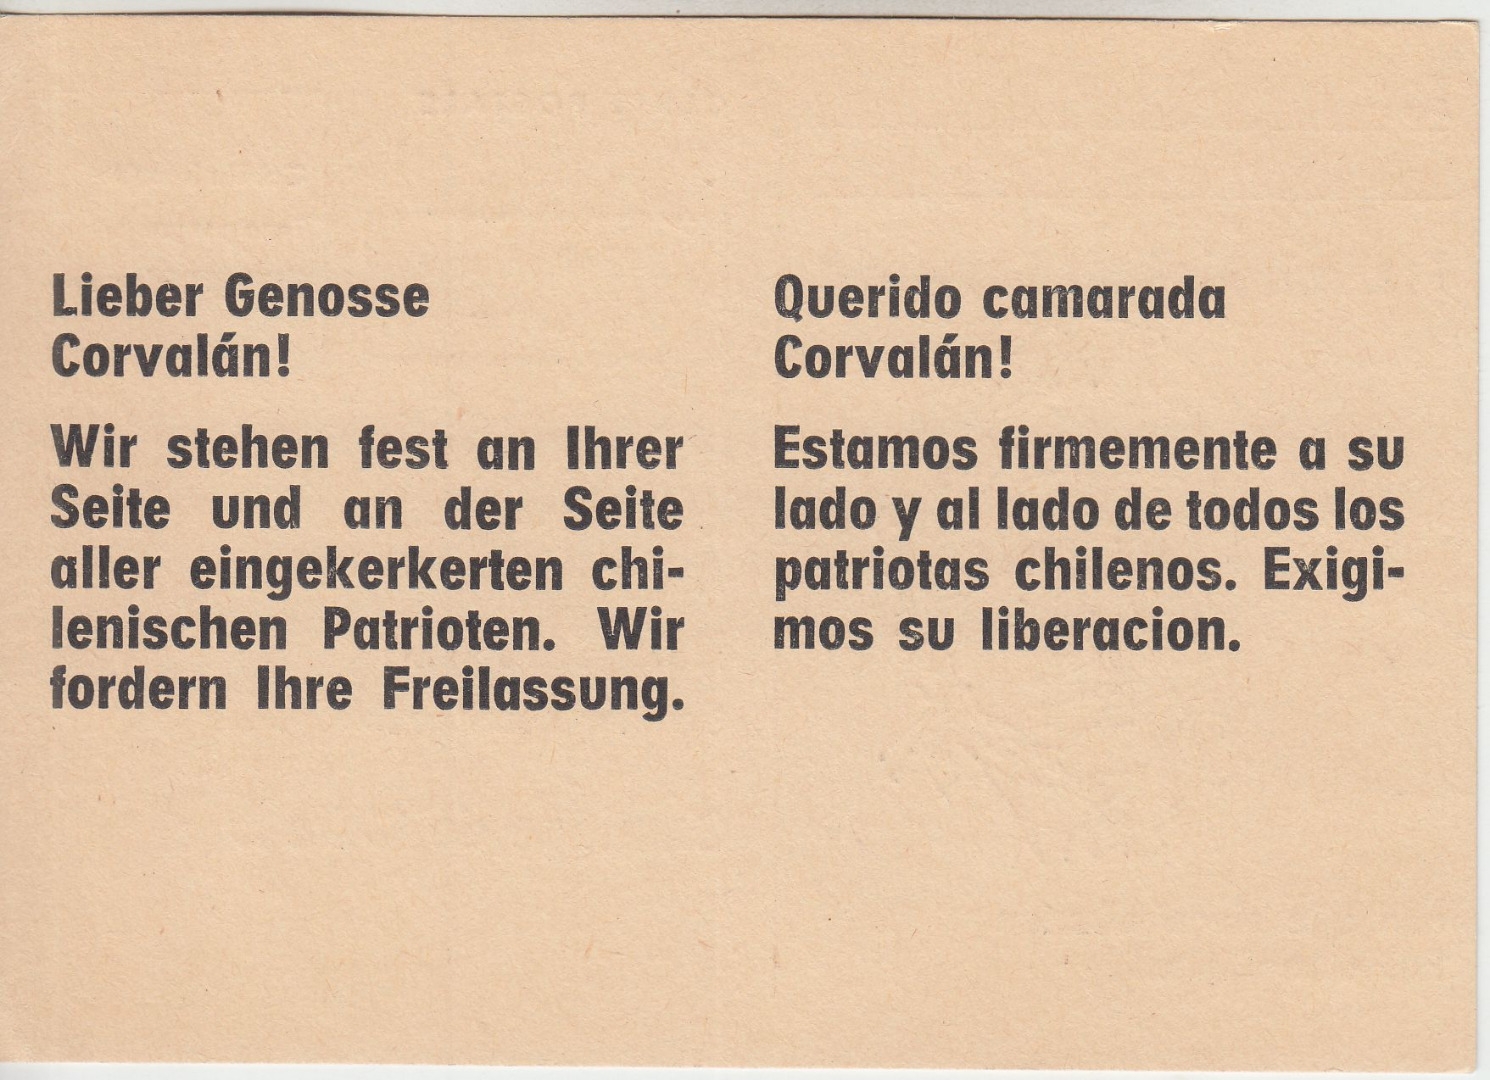 Lieber Genosse
Corvalán!
Wir stehen fest an Ihrer
Seite und an der Seite
aller eingekerkerten chi-
lenischen Patrioten. Wir
fordern Ihre Freilassung.
Querido camarada
Corvalán!
Estamos firmemente a su
lado y al lado de todos los
patriotas chilenos. Exigi-
mos su liberacion.